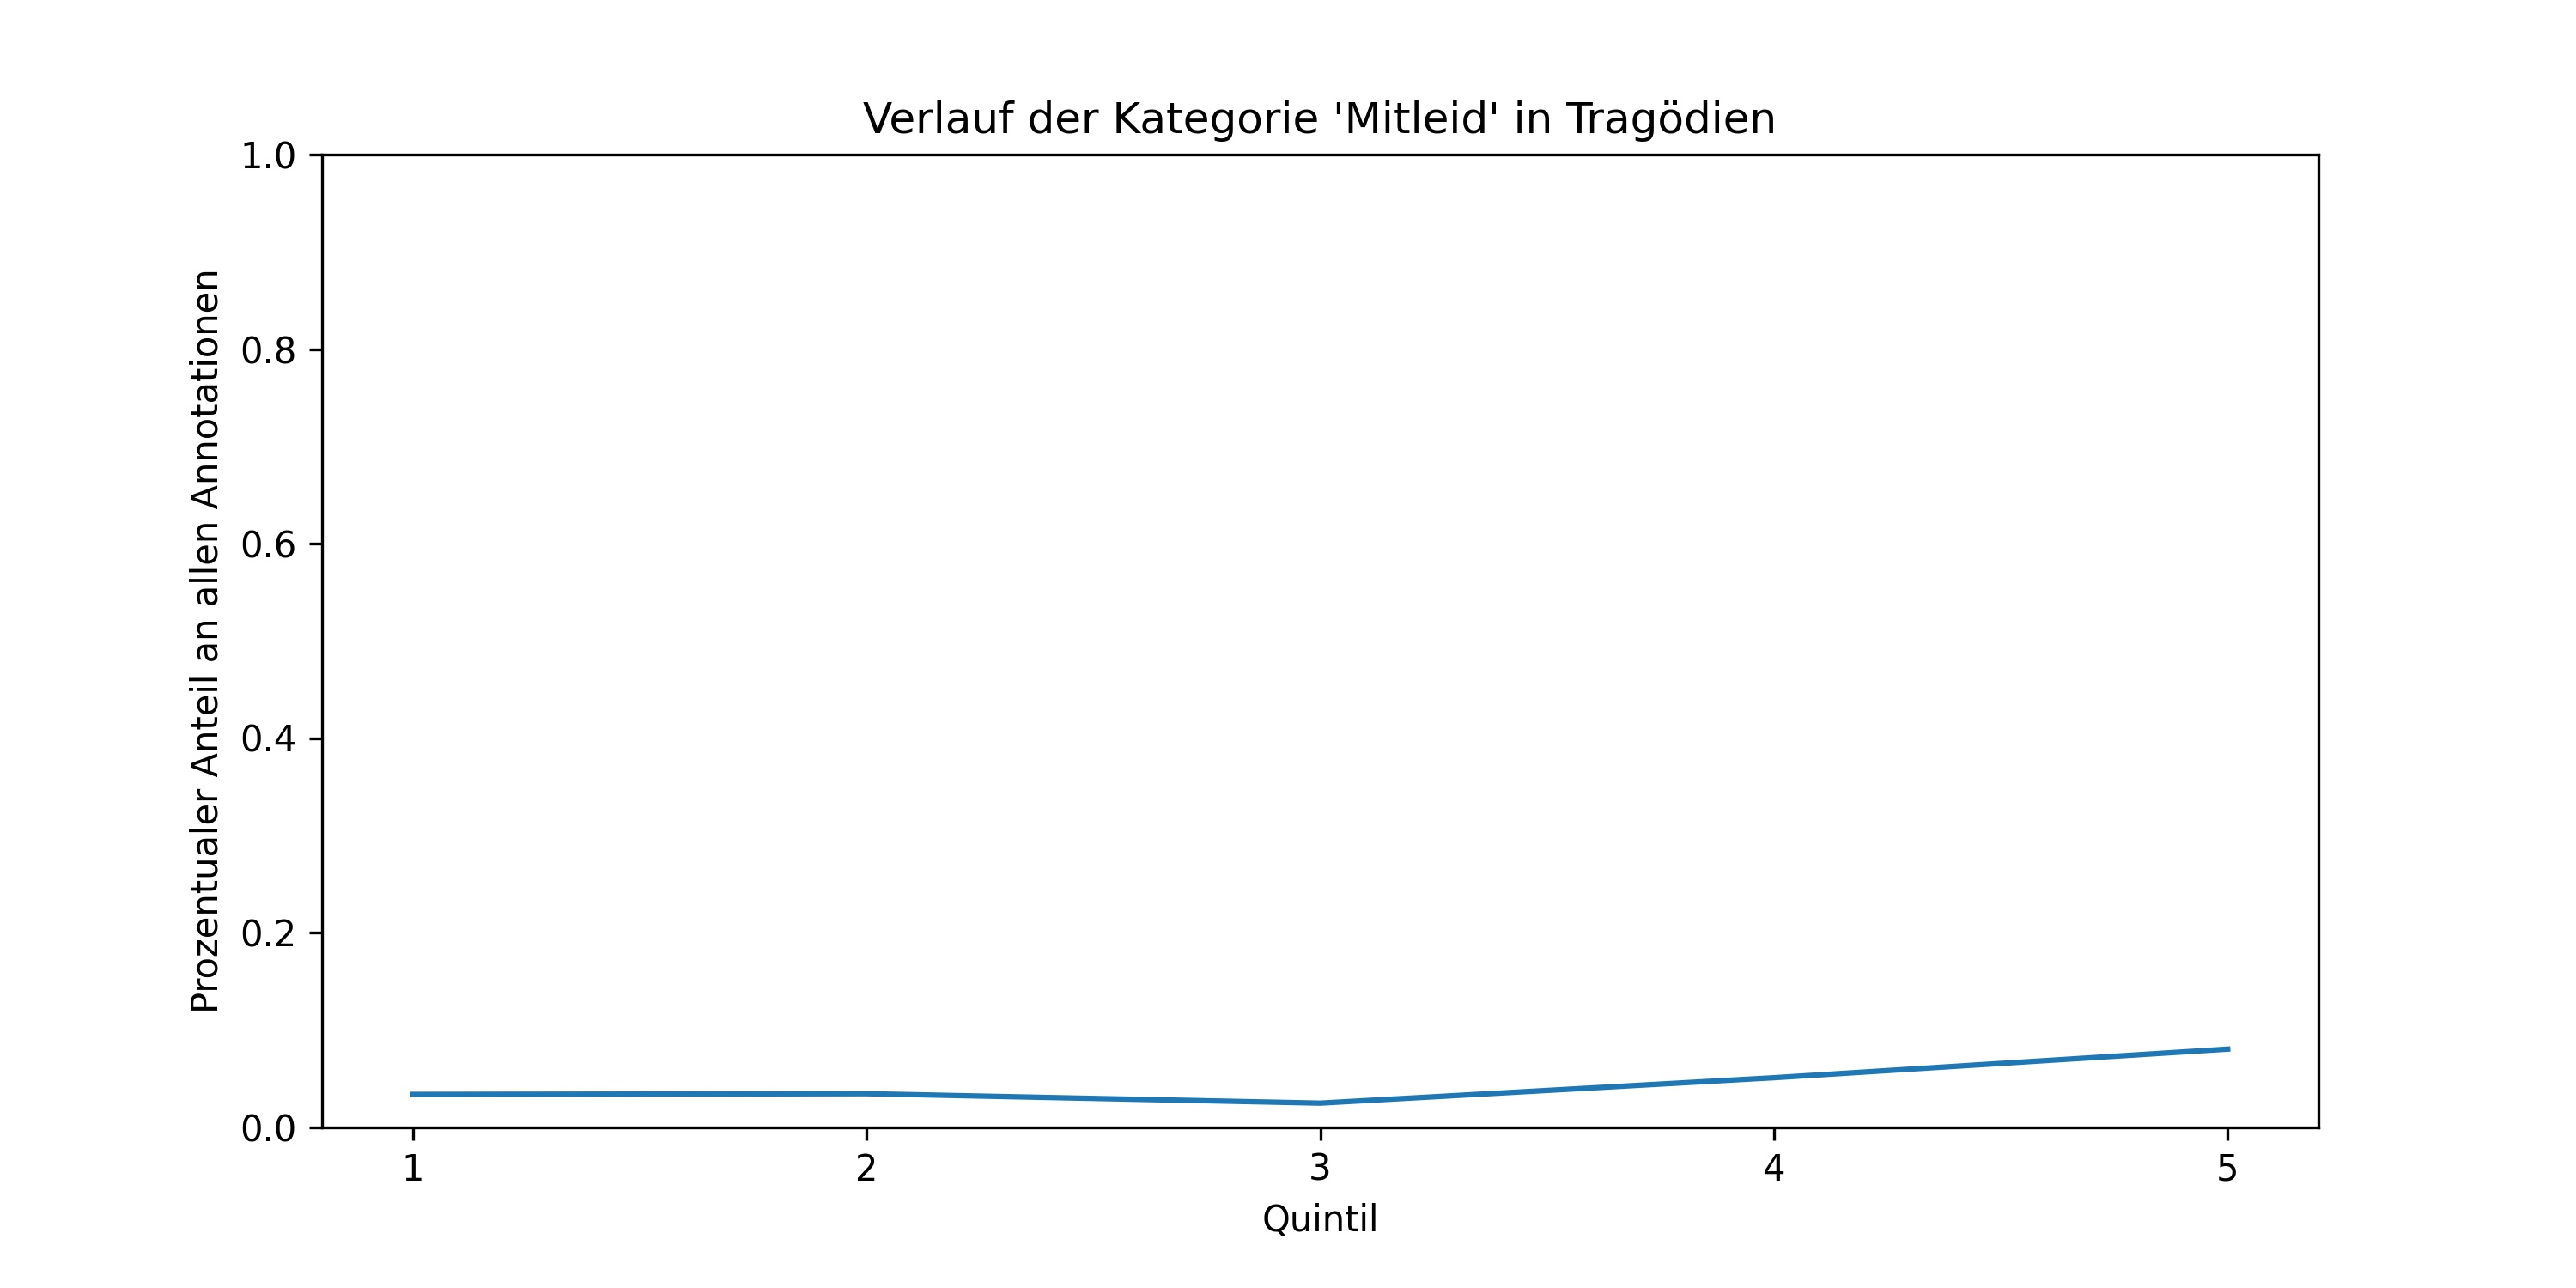 Verlauf der Kategorie 'Mitleid' in Tragödien
Prozentualer Anteil an allen Annotationen
1.0
0.8
0.6
0.4
0.2
0.0
1 2 3 4 5
Quintil